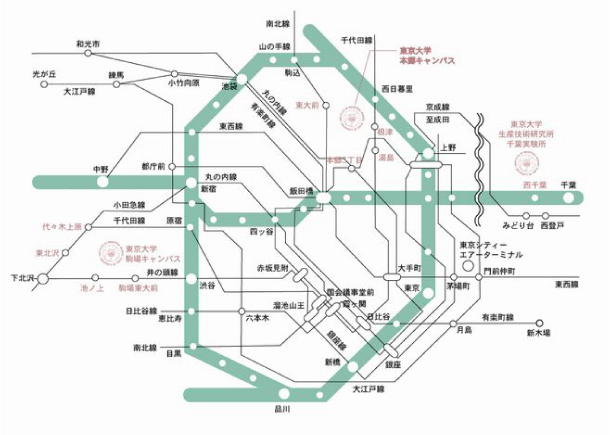 南北線
千代田線
和光市
山の手線
東京大学
本郷キャンパス
光が丘
練馬
小竹向原
駒込
大江戸線
池袋
丸の内線
有楽町線
西日暮里
東大前
京成線
至成田
東京大学
生産技術研究所
千葉実験所
根津
東西線
上野
湯島
本郷3丁目
中野
都庁前
丸の内線
新宿
飯田橋
西千葉
千葉
小田急線
代々木上原
千代田線
原宿
四ッ谷
みどり台
西登戸
東北沢
東京大学
駒場キャンパス
東京シティー
エアーターミナル
下北沢
池ノ上
駒場東大前
井の頭線
渋谷
赤坂見附
大手町
茅場町
門前仲町
東西線
国会議事堂前
霞ヶ関
東京
溜池山王
日比谷線
恵比寿
六本木
日比谷
月島
有楽町線
新木場
南北線
目黒
銀座線
新橋
銀座
大江戸線
品川